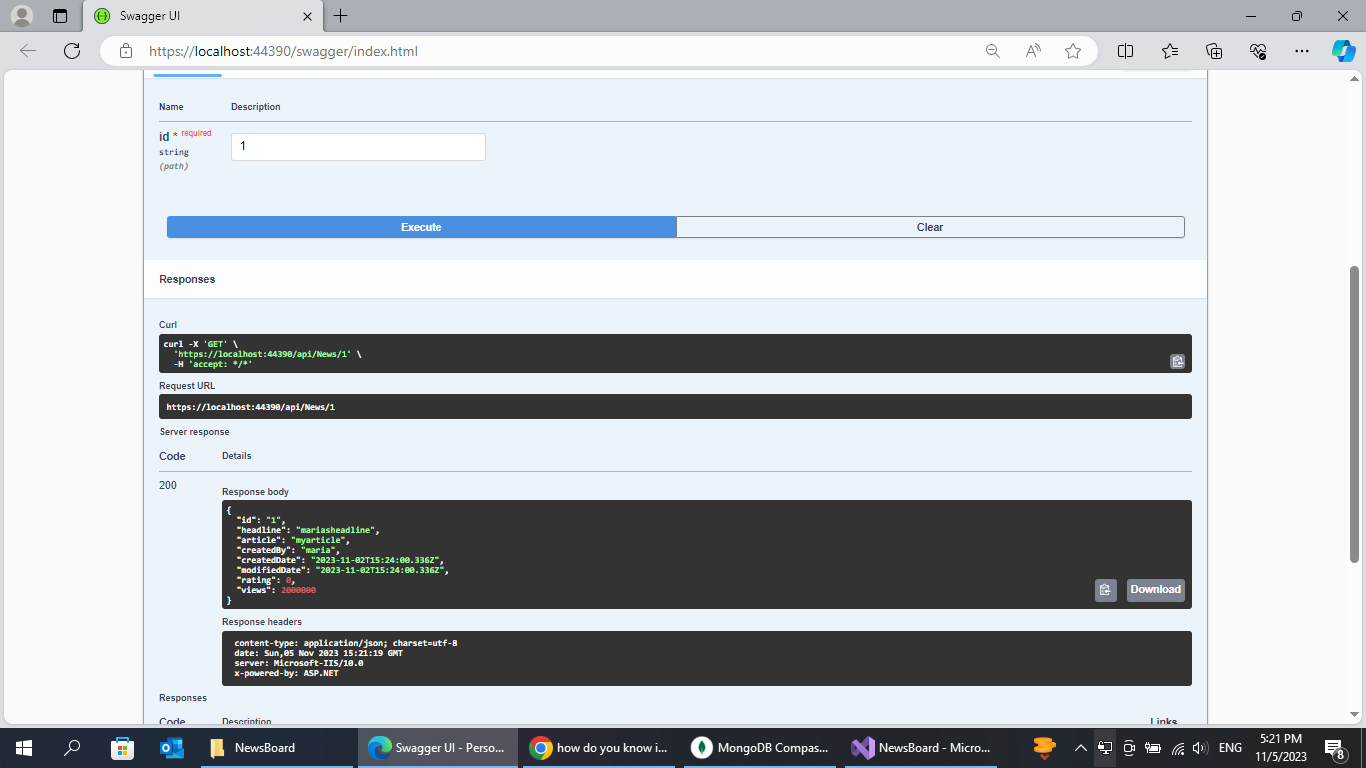 Swagger UI
https://localhost:44390/swagger/index.html
Name Description
id * required
string
(path)
1
Execute Clear
Responses
Curl
curl -X 'GET' \
'https://localhost:44390/api/News/1' \
-H 'accept: */*'
Request URL
https://localhost:44390/api/News/1
Server response
Code Details
200
Response body
{
"id": "1",
"headline": "mariasheadline",
"article": "myarticle",
"createdBy": "maria",
"createdDate": "2023-11-02T15:24:00.336Z",
"modifiedDate": "2023-11-02T15:24:00.336Z",
"rating": 0,
"views": 2000000
}
Download
Response headers
content-type: application/json; charset=utf-8
date: Sun,05 Nov 2023 15:21:19 GMT
server: Microsoft-IIS/10.0
x-powered-by: ASP.NET
Responses
Code Description Links
NewsBoard Swagger UI - Perso... how do you know i... MongoDB Compas... NewsBoard - Micro... ENG 5:21 PM
11/5/2023 8